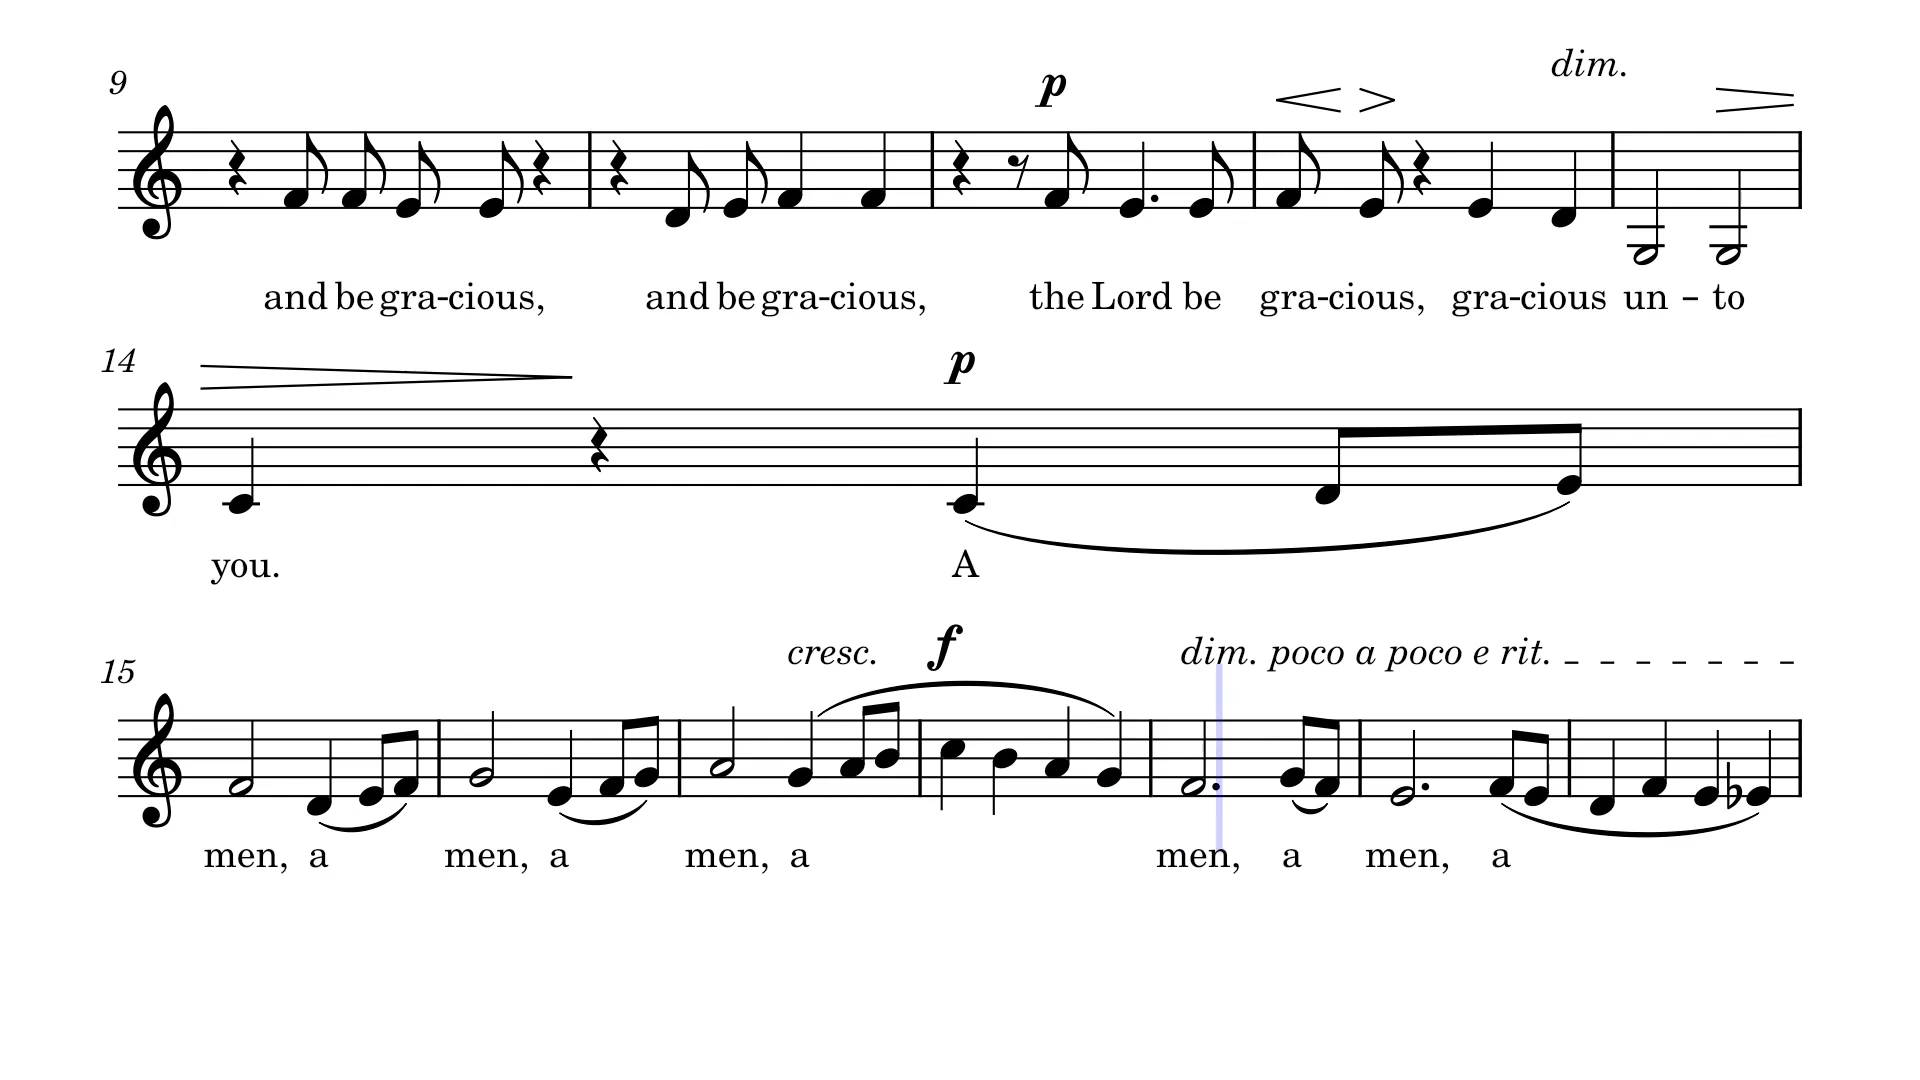 dim.
9
p
and be gra-cious, and be gra-cious, the Lord be gra-cious, gra-cious un - to
14
p
you. A
cresc. f dim. poco a poco e rit. _ _ _ _ _ _ _
15
men, a men, a men, a men, a men, a